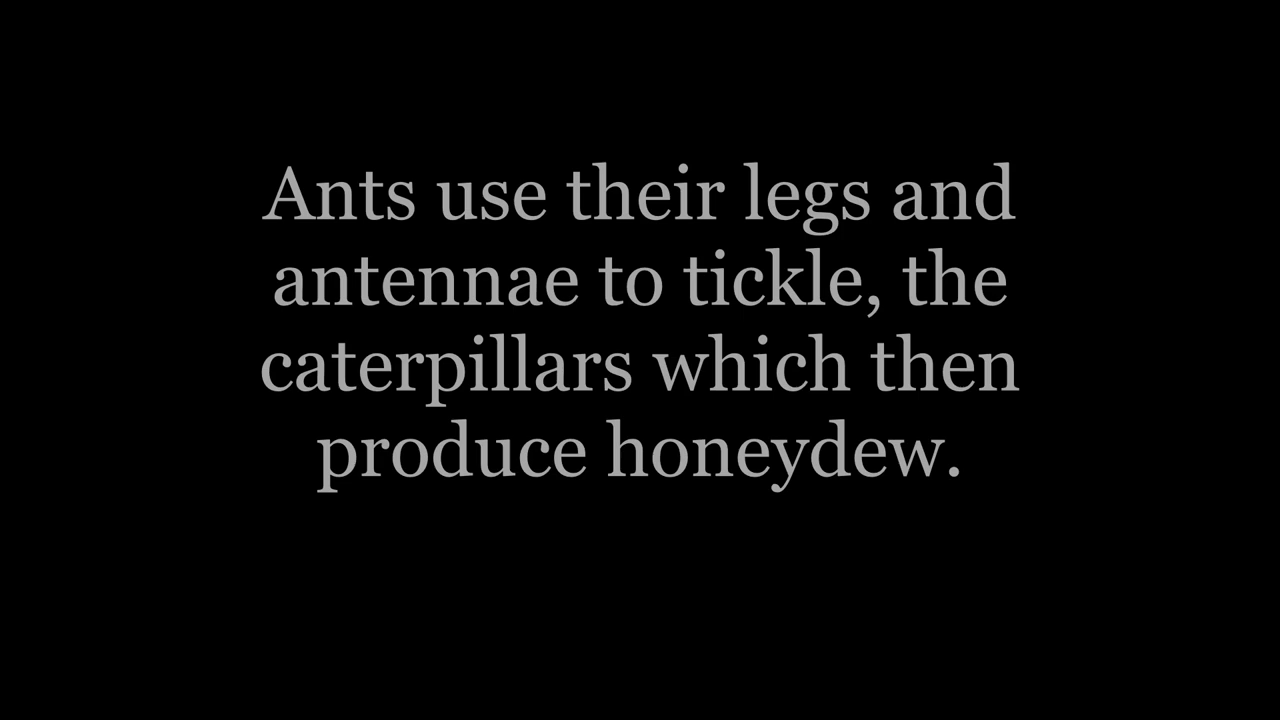 Ants use their legs and
antennae to tickle, the
caterpillars which then
produce honeydew.